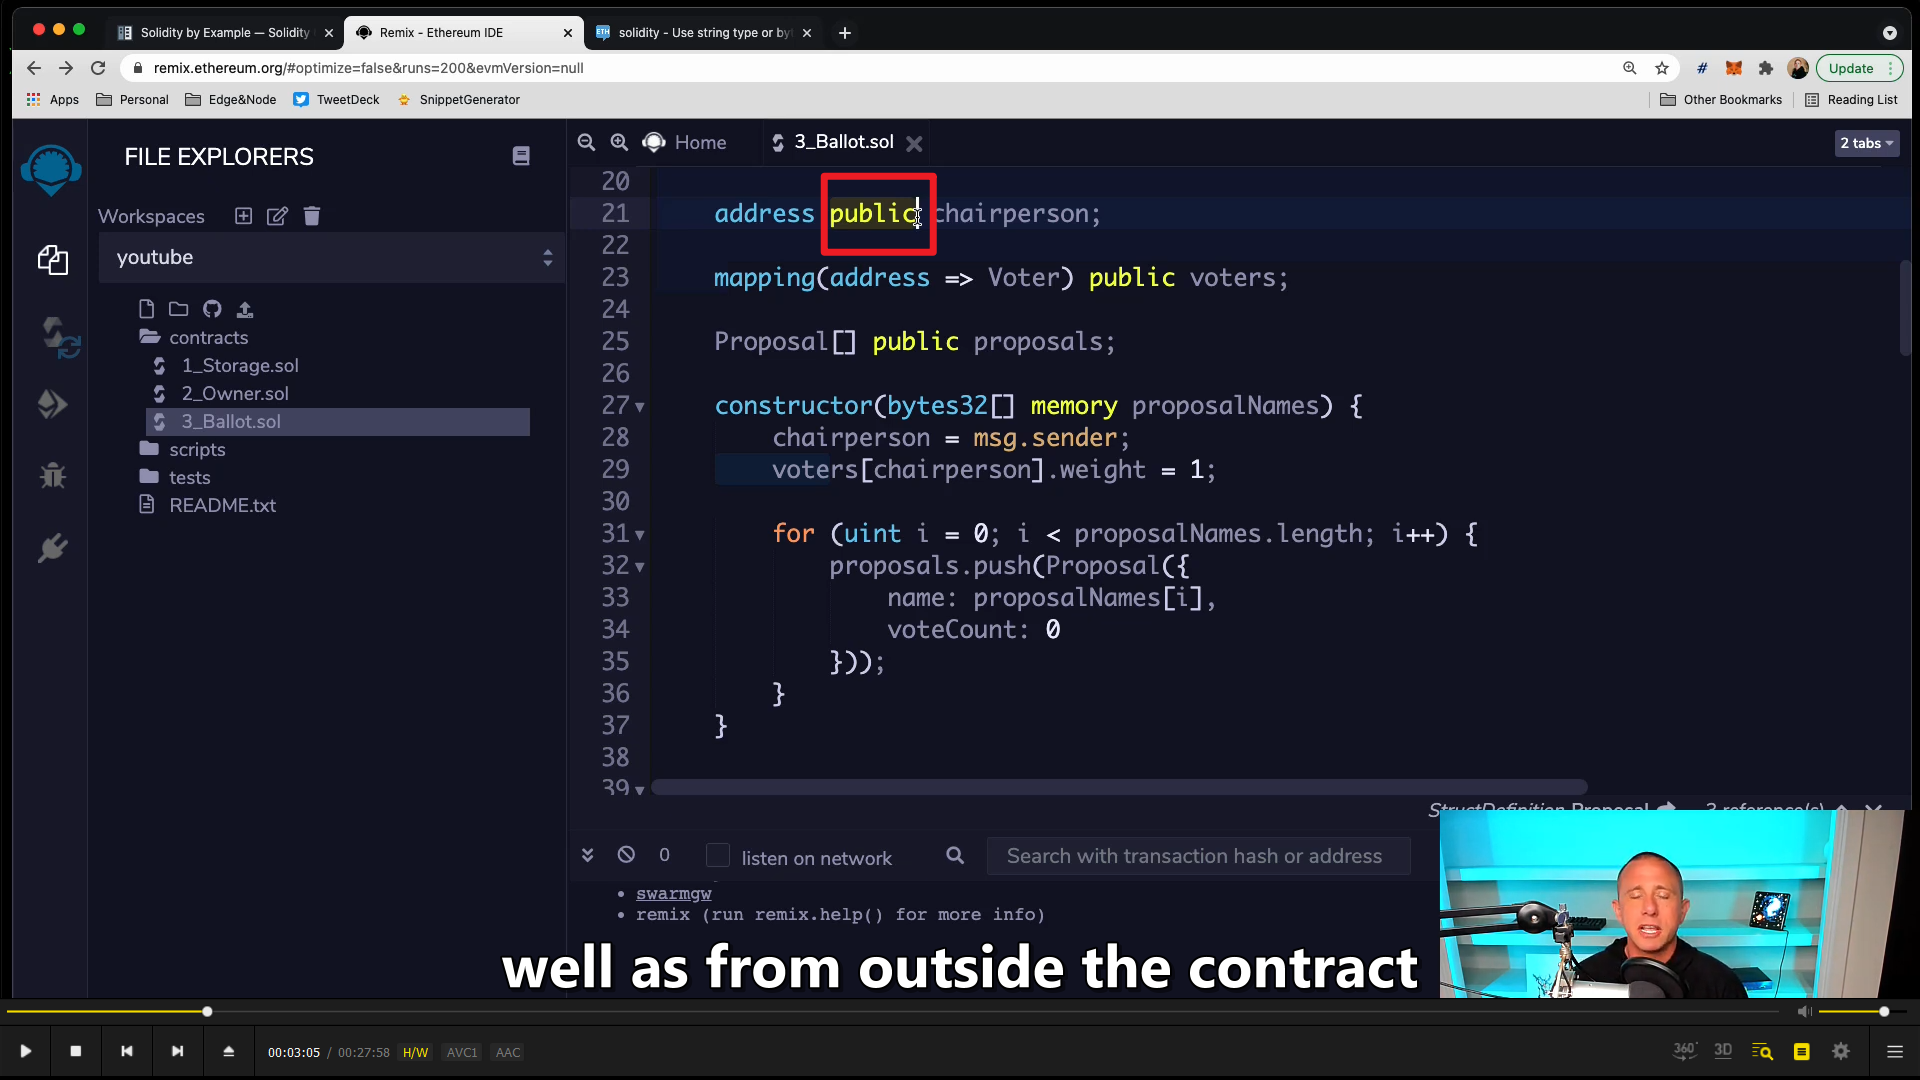 Solidity by Example — Solidity
Remix - Ethereum IDE
ETH
solidity - Use string type or by
remix.ethereum.org/#optimize=false&runs=200&evmVersion=null
#
Update
Apps
Personal
Edge&Node
TweetDeck
SnippetGenerator
Other Bookmarks
Reading List
FILE EXPLORERS
Home
3_Ballot.sol
2 tabs
Workspaces
youtube
contracts
1_Storage.sol
2_Owner.sol
3_Ballot.sol
scripts
tests
README.txt
20
21 address public chairperson;
22
23 mapping(address => Voter) public voters;
24
25 Proposal[] public proposals;
26
27 constructor(bytes32[] memory proposalNames) {
28 chairperson = msg.sender;
29 voters[chairperson].weight = 1;
30
31 for (uint i = 0; i < proposalNames.length; i++) {
32 proposals.push(Proposal({
33 name: proposalNames[i],
34 voteCount: 0
35 }));
36 }
37 }
38
39
StructDefinition Proposal 3 reference(s)
0
listen on network
Search with transaction hash or address
• swarmgw
• remix (run remix.help() for more info)
well as from outside the contract
00:03:05 / 00:27:58 H/W AVC1 AAC
360° 3D